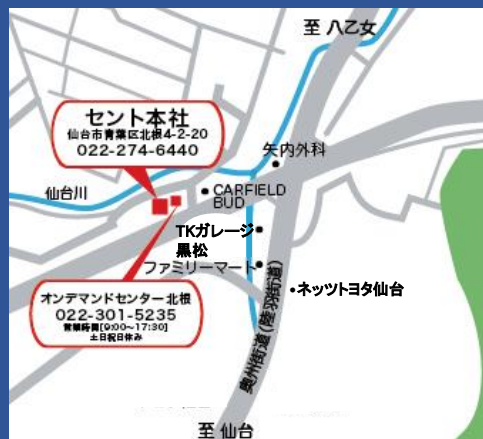 至 八乙女
セント本社
仙台市青葉区北根4-2-20
022-274-6440
矢内外科
仙台川
CARFIELD
BUD
TKガレージ
黒松
ファミリーマート
ネッツトヨタ仙台
オンデマンドセンター北根
022-301-5235
営業時間[9:00～17:30]
土日祝日休み
奥州街道(陸羽街道)
至 仙台